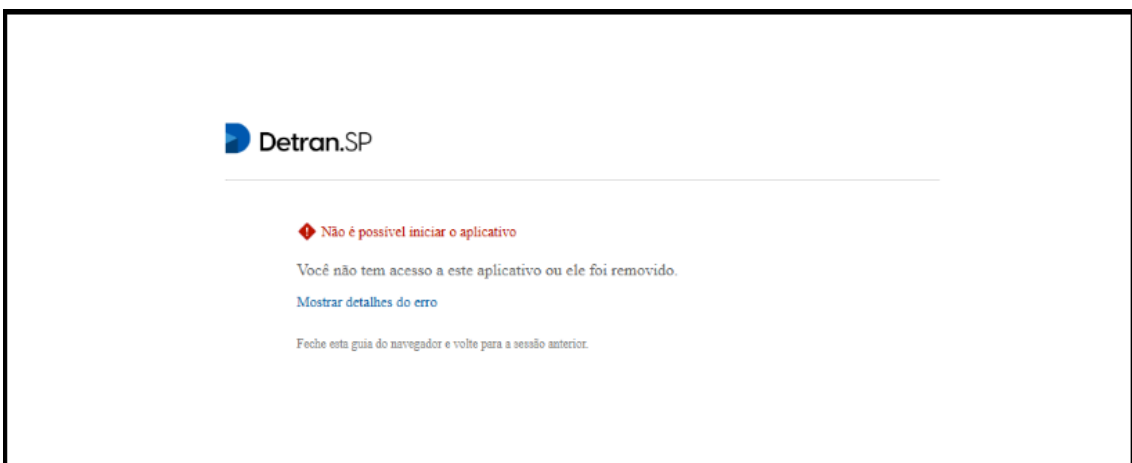 Detran.SP
Não é possível iniciar o aplicativo
Você não tem acesso a este aplicativo ou ele foi removido.
Mostrar detalhes do erro
Feche esta guia do navegador e volte para a sessão anterior.